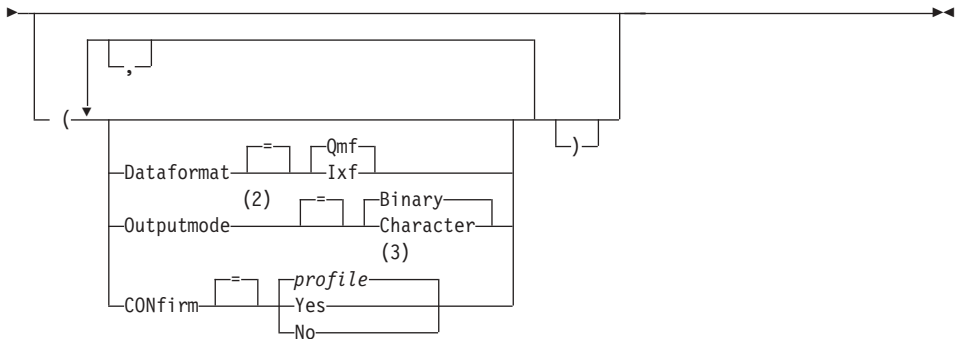 ,
(
)
= Qmf
Dataformat Ixf
(2)
= Binary
Outputmode Character
(3)
= profile
CONfirm Yes
No